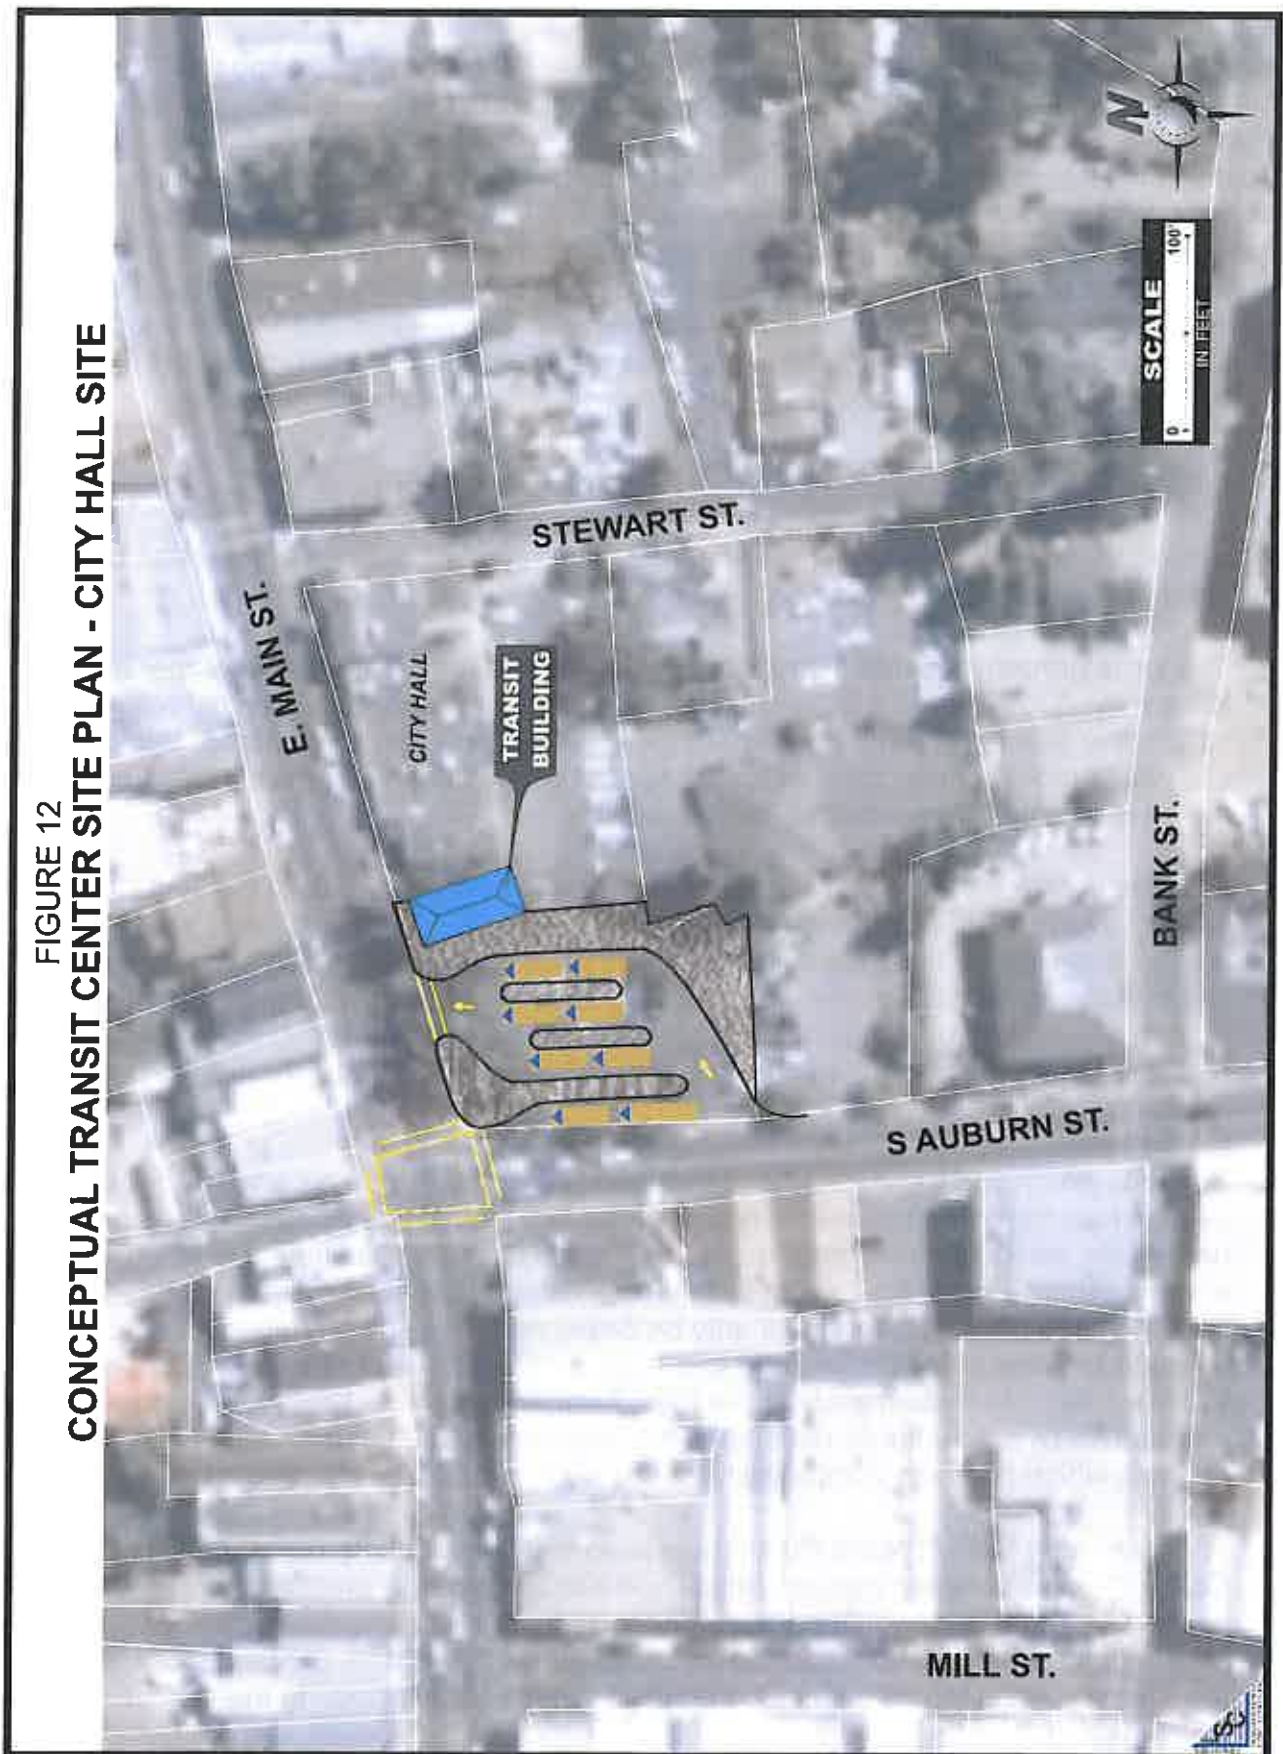 FIGURE 12
CONCEPTUAL TRANSIT CENTER SITE PLAN - CITY HALL SITE
E. MAIN ST.
CITY HALL
TRANSIT
BUILDING
STEWART ST.
S AUBURN ST.
BANK ST.
MILL ST.
N
SCALE
0 100'
IN FEET